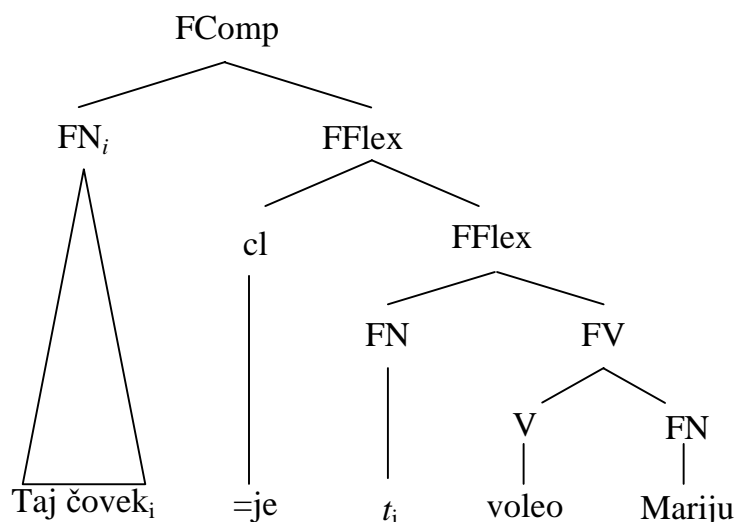 FComp
FNi FFlex
cl FFlex
FN FV
V FN
Taj čoveki =je ti voleo Mariju